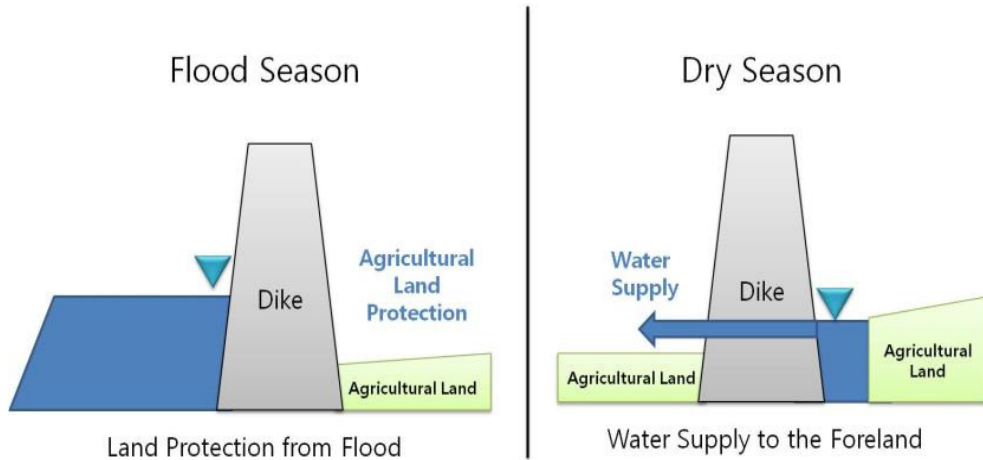 Flood Season
Agricultural
Land
Protection
Dike
Agricultural Land
Land Protection from Flood
Dry Season
Water
Supply
Dike
Agricultural Land
Agricultural
Land
Water Supply to the Foreland